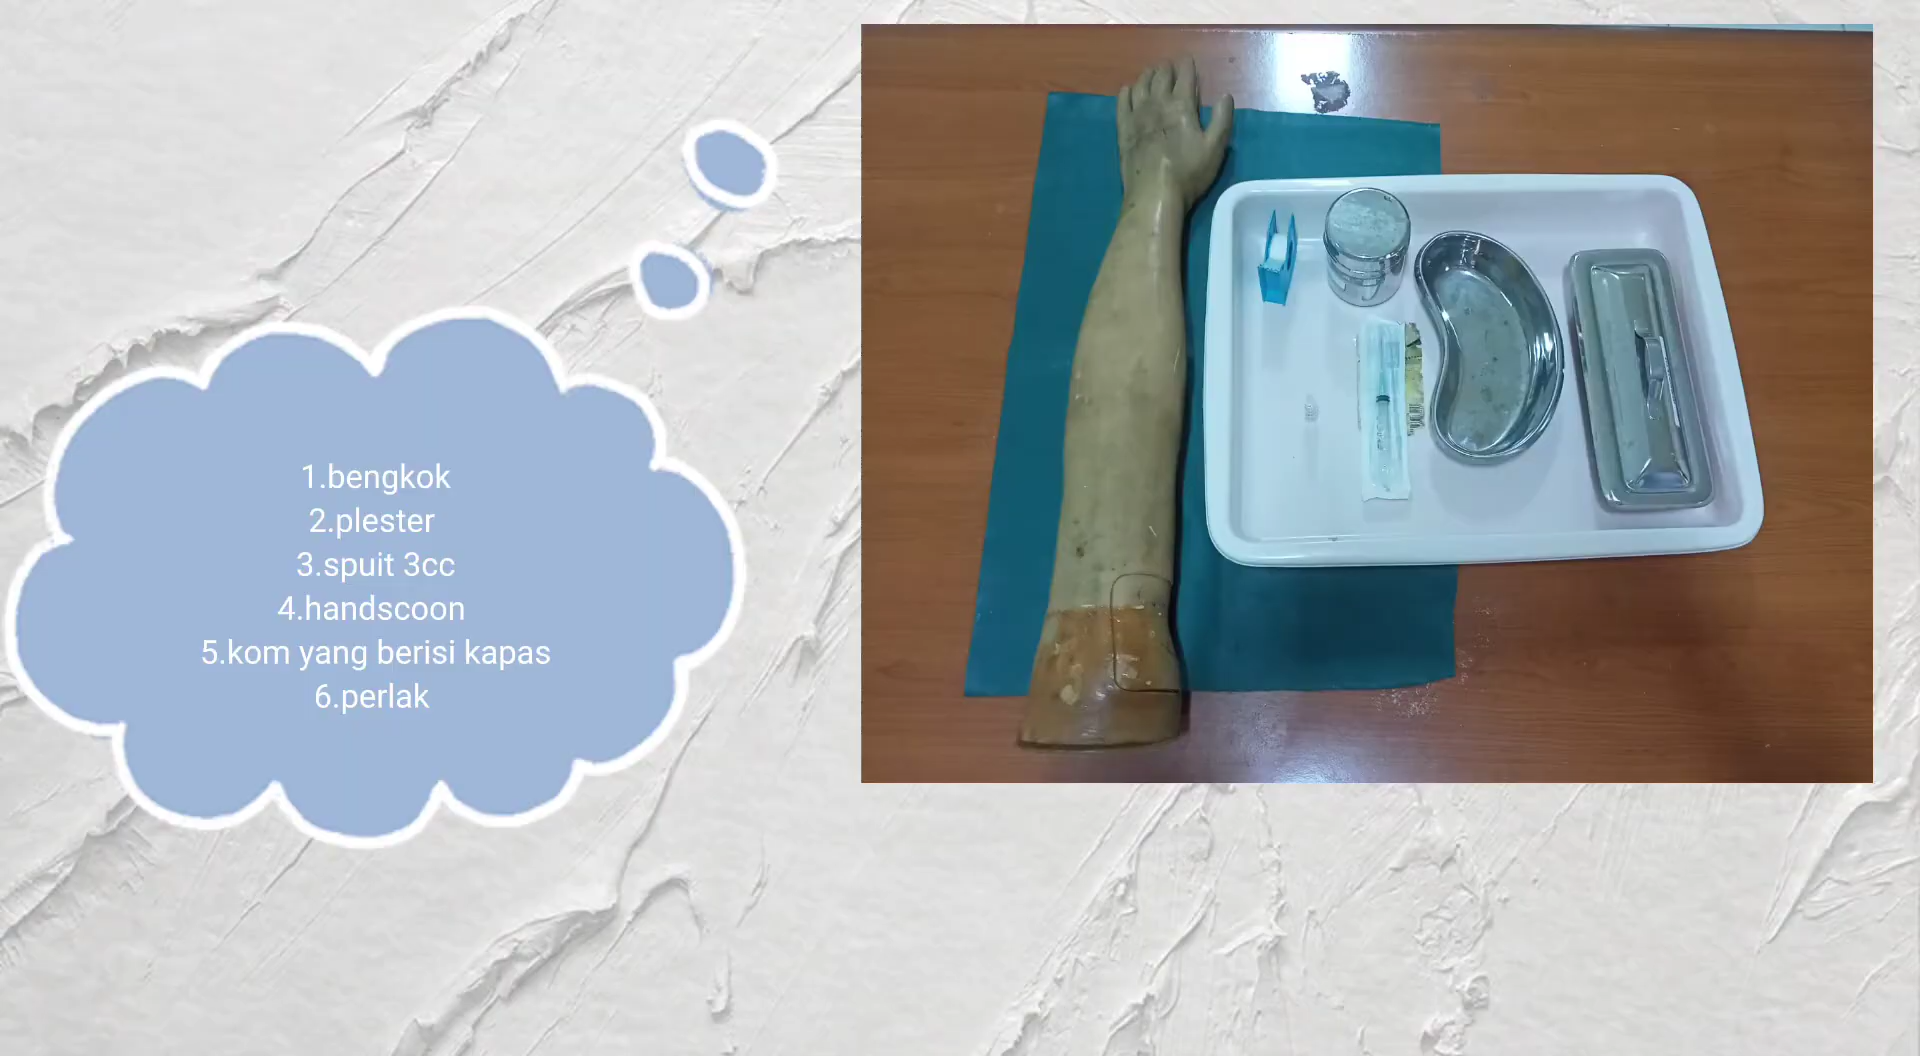 1.bengkok
2.plester
3.spuit 3cc
4.handscoon
5.kom yang berisi kapas
6.perlak